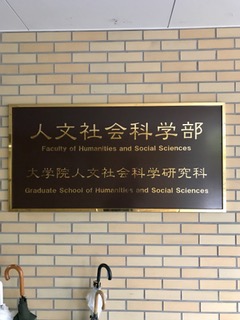 人文社会科学部
Faculty of Humanities and Social Sciences
大学院人文社会科学研究科
Graduate School of Humanities and Social Sciences